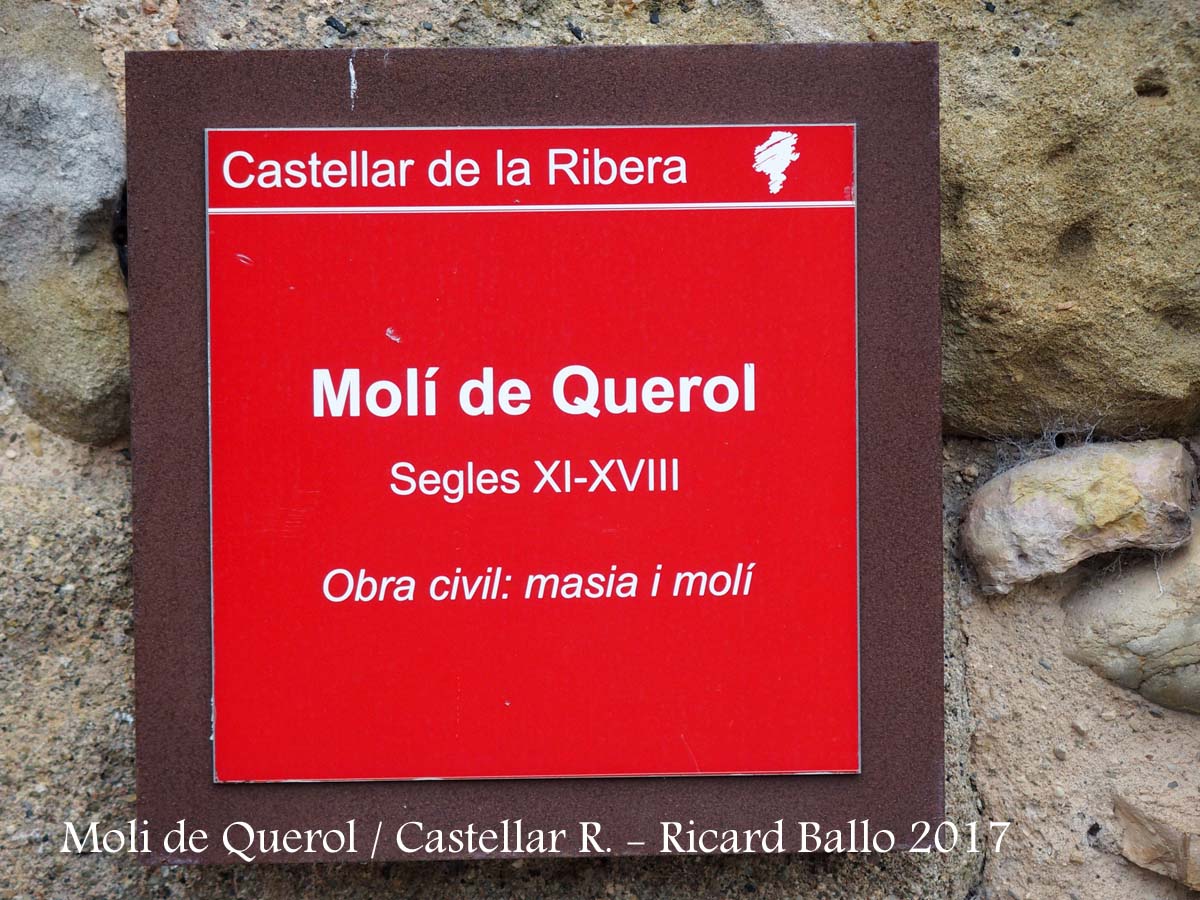 Castellar de la Ribera
Molí de Querol
Segles XI-XVIII
Obra civil: masia i molí
Moli de Querol / Castellar R. - Ricard Ballo 2017